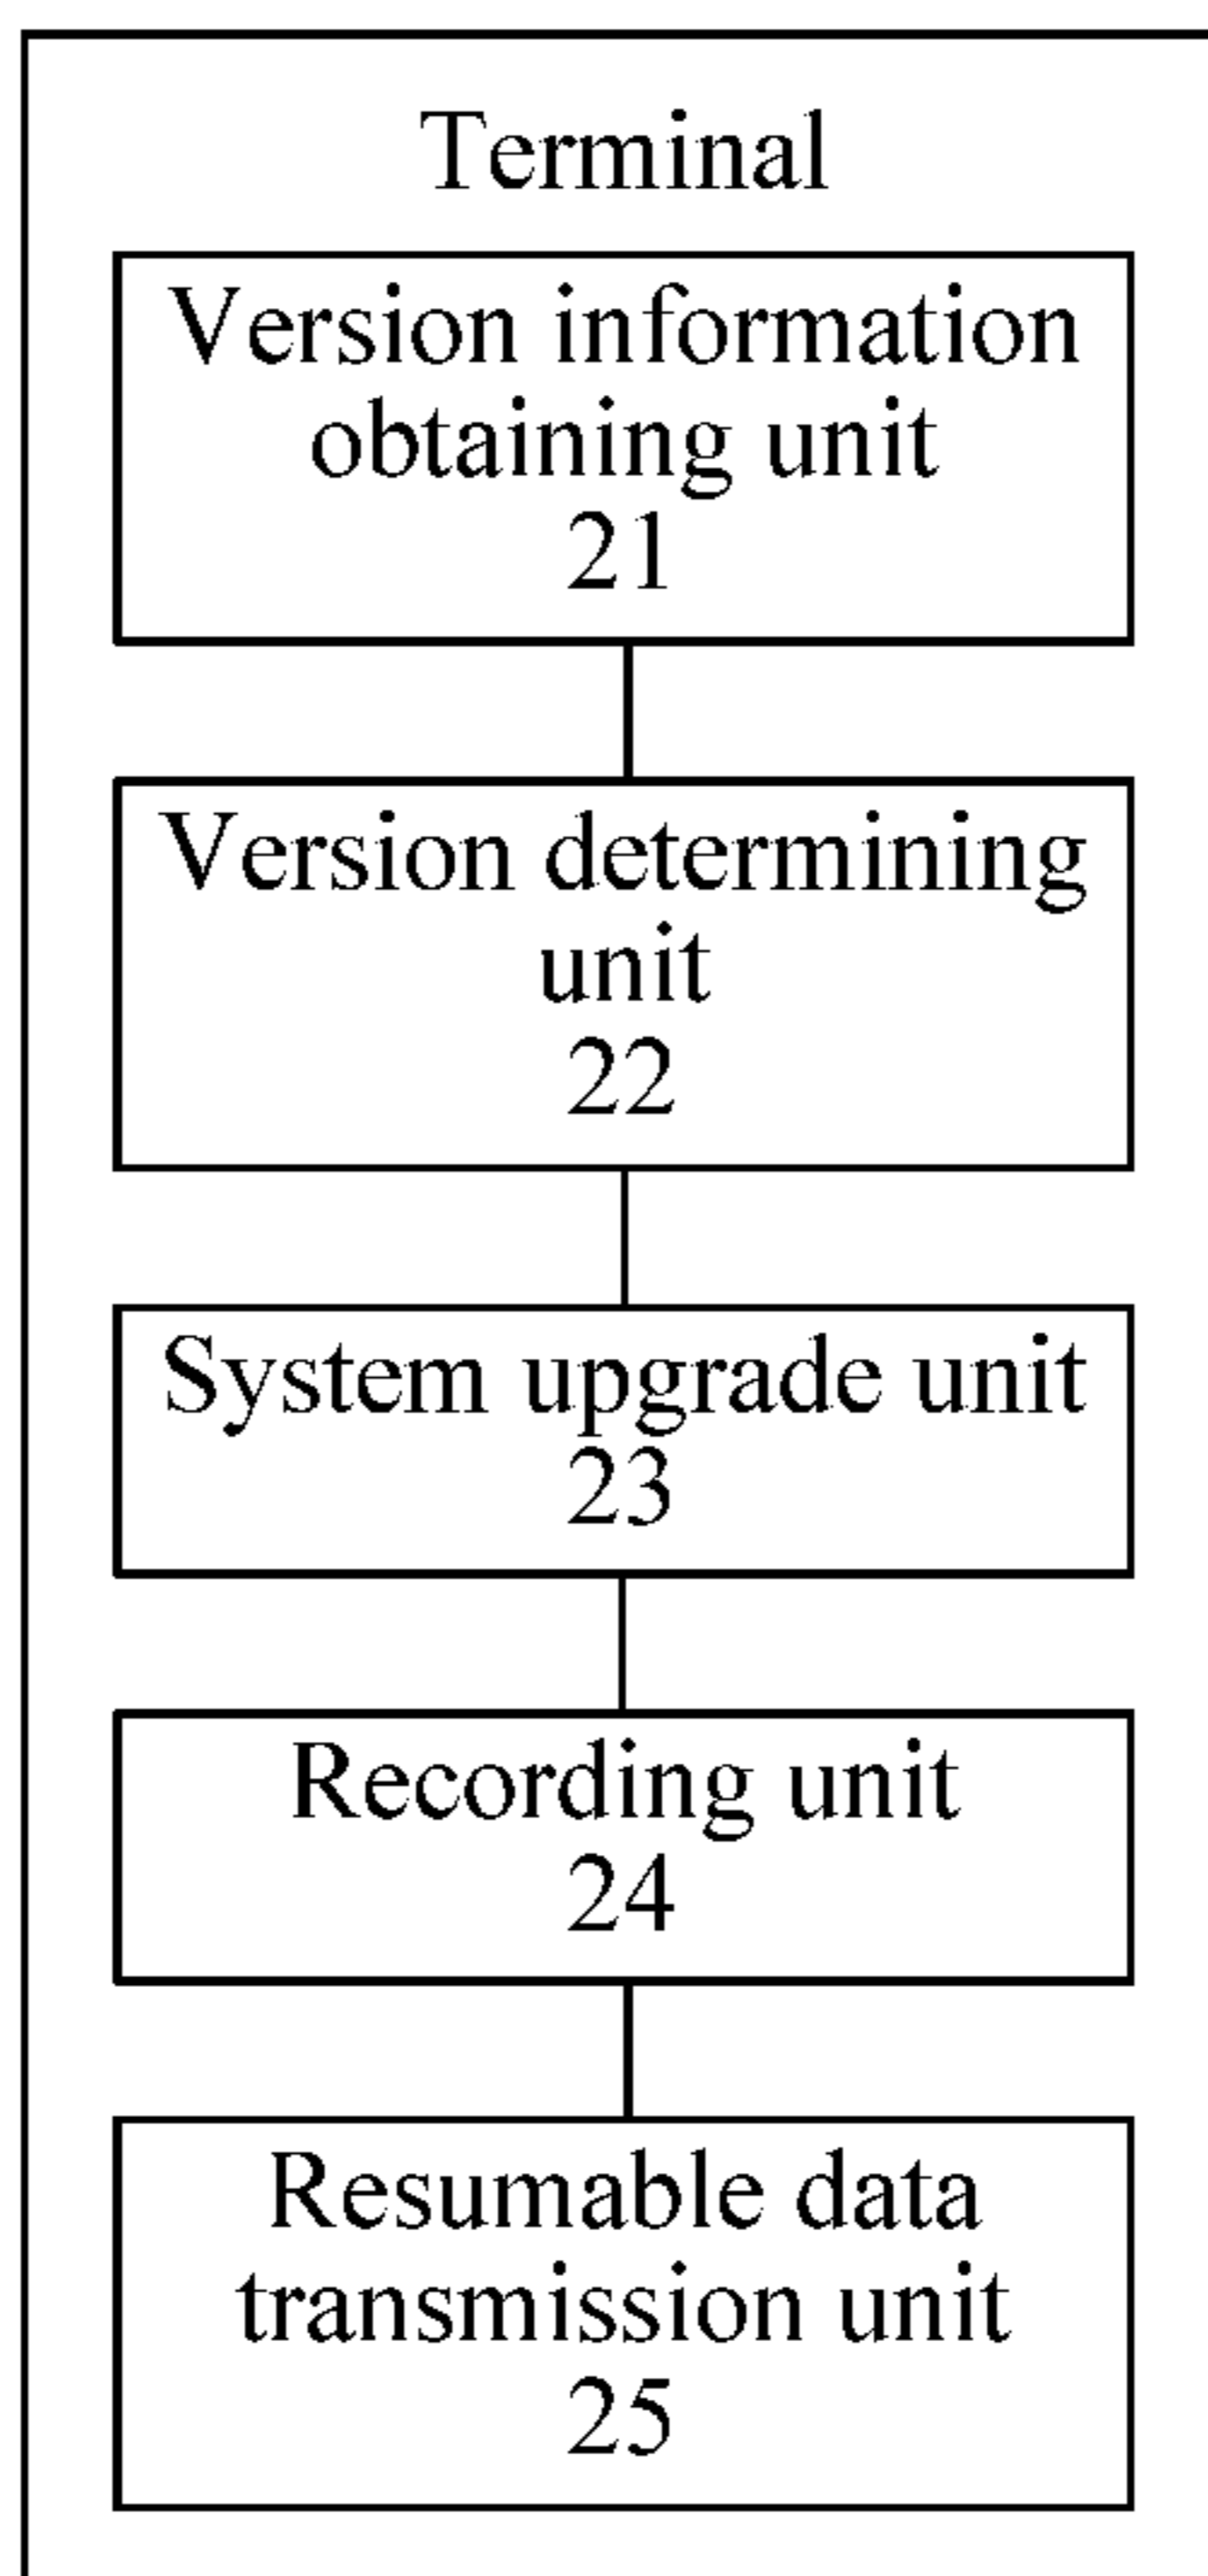 Terminal
Version information
obtaining unit
21
Version determining
unit
22
System upgrade unit
23
Recording unit
24
Resumable data
transmission unit
25